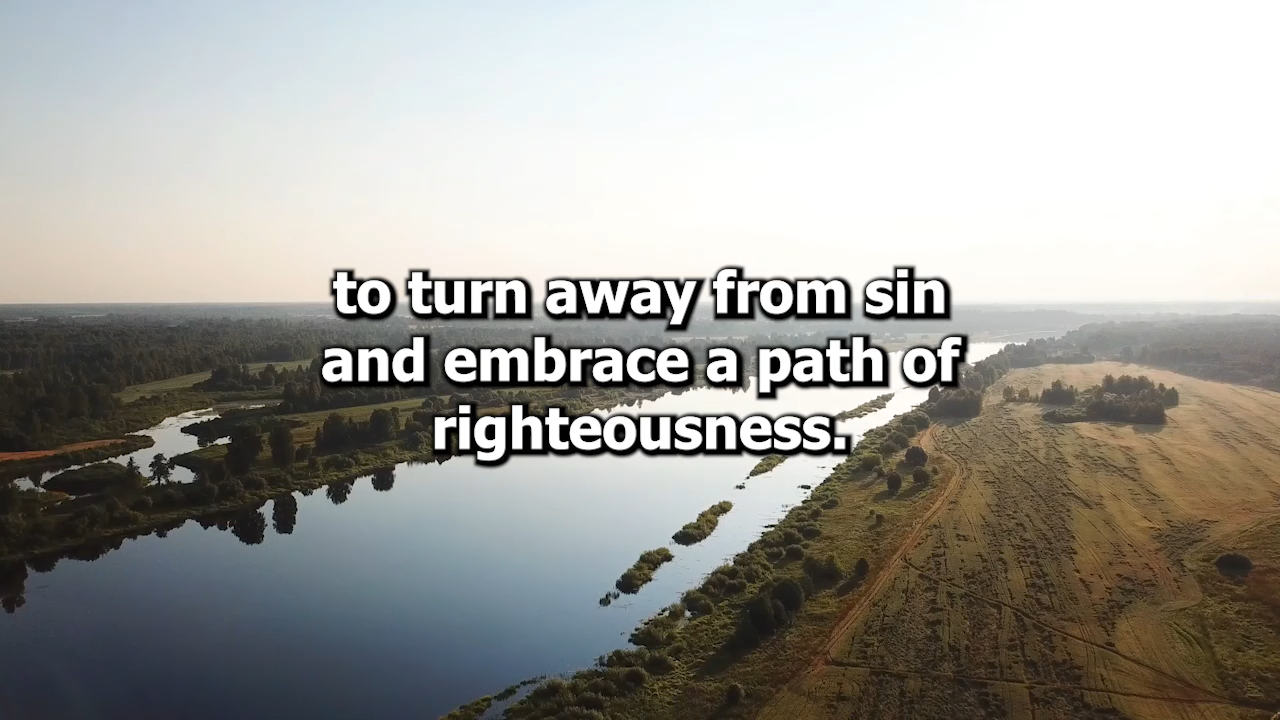 to turn away from sin
and embrace a path of
righteousness.